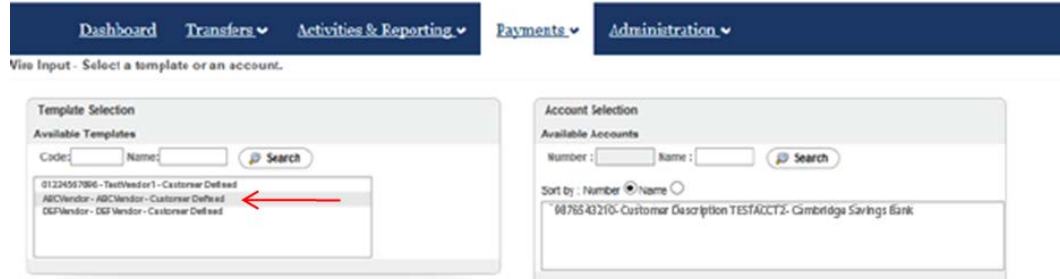 Dashboard Transfers Activities & Reporting Payments Administration
Wire Input - Select a template or an account.
Template Selection
Available Templates
Code: Name: Search
01234567896 - TestVendor1 - Customer Defined
ABCVendor - ABCVendor - Customer Defined
DEFVendor - DEFVendor - Customer Defined
Account Selection
Available Accounts
Number : Name : Search
Sort by : Number Name
9876543210- Customer Description TESTACCT2- Cambridge Savings Bank